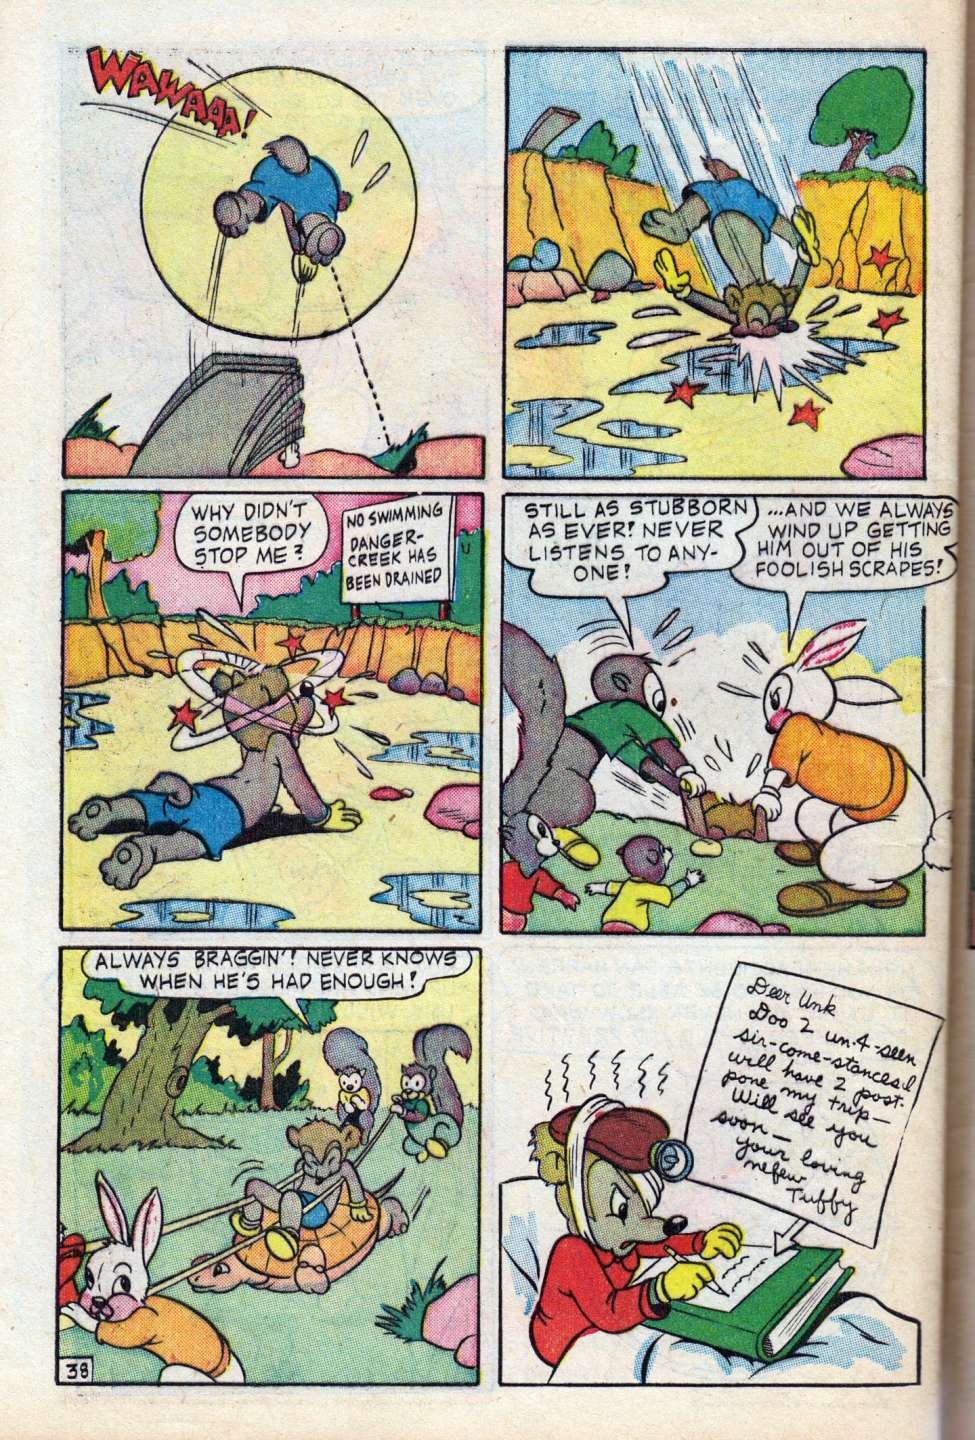 WAWAAAA!
WHY DIDN'T
SOMEBODY
STOP ME?
NO SWIMMING
DANGER-
CREEK HAS
BEEN DRAINED
STILL AS STUBBORN
AS EVER! NEVER
LISTENS TO ANY-
ONE!
...AND WE ALWAYS
WIND UP GETTING
HIM OUT OF HIS
FOOLISH SCRAPES!
ALWAYS BRAGGIN'! NEVER KNOWS
WHEN HE'S HAD ENOUGH!
38
Deer Unk
Doo 2 un-4-seen
sir-come-stances I
will have 2 post-
pone my trip—
Will see you
soon—
your loving
nefew
Tuffy